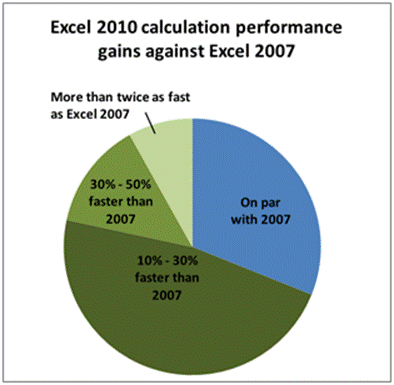 Excel 2010 calculation performance
gains against Excel 2007
More than twice as fast
as Excel 2007
30% - 50%
faster than
2007
On par
with 2007
10% - 30%
faster than
2007